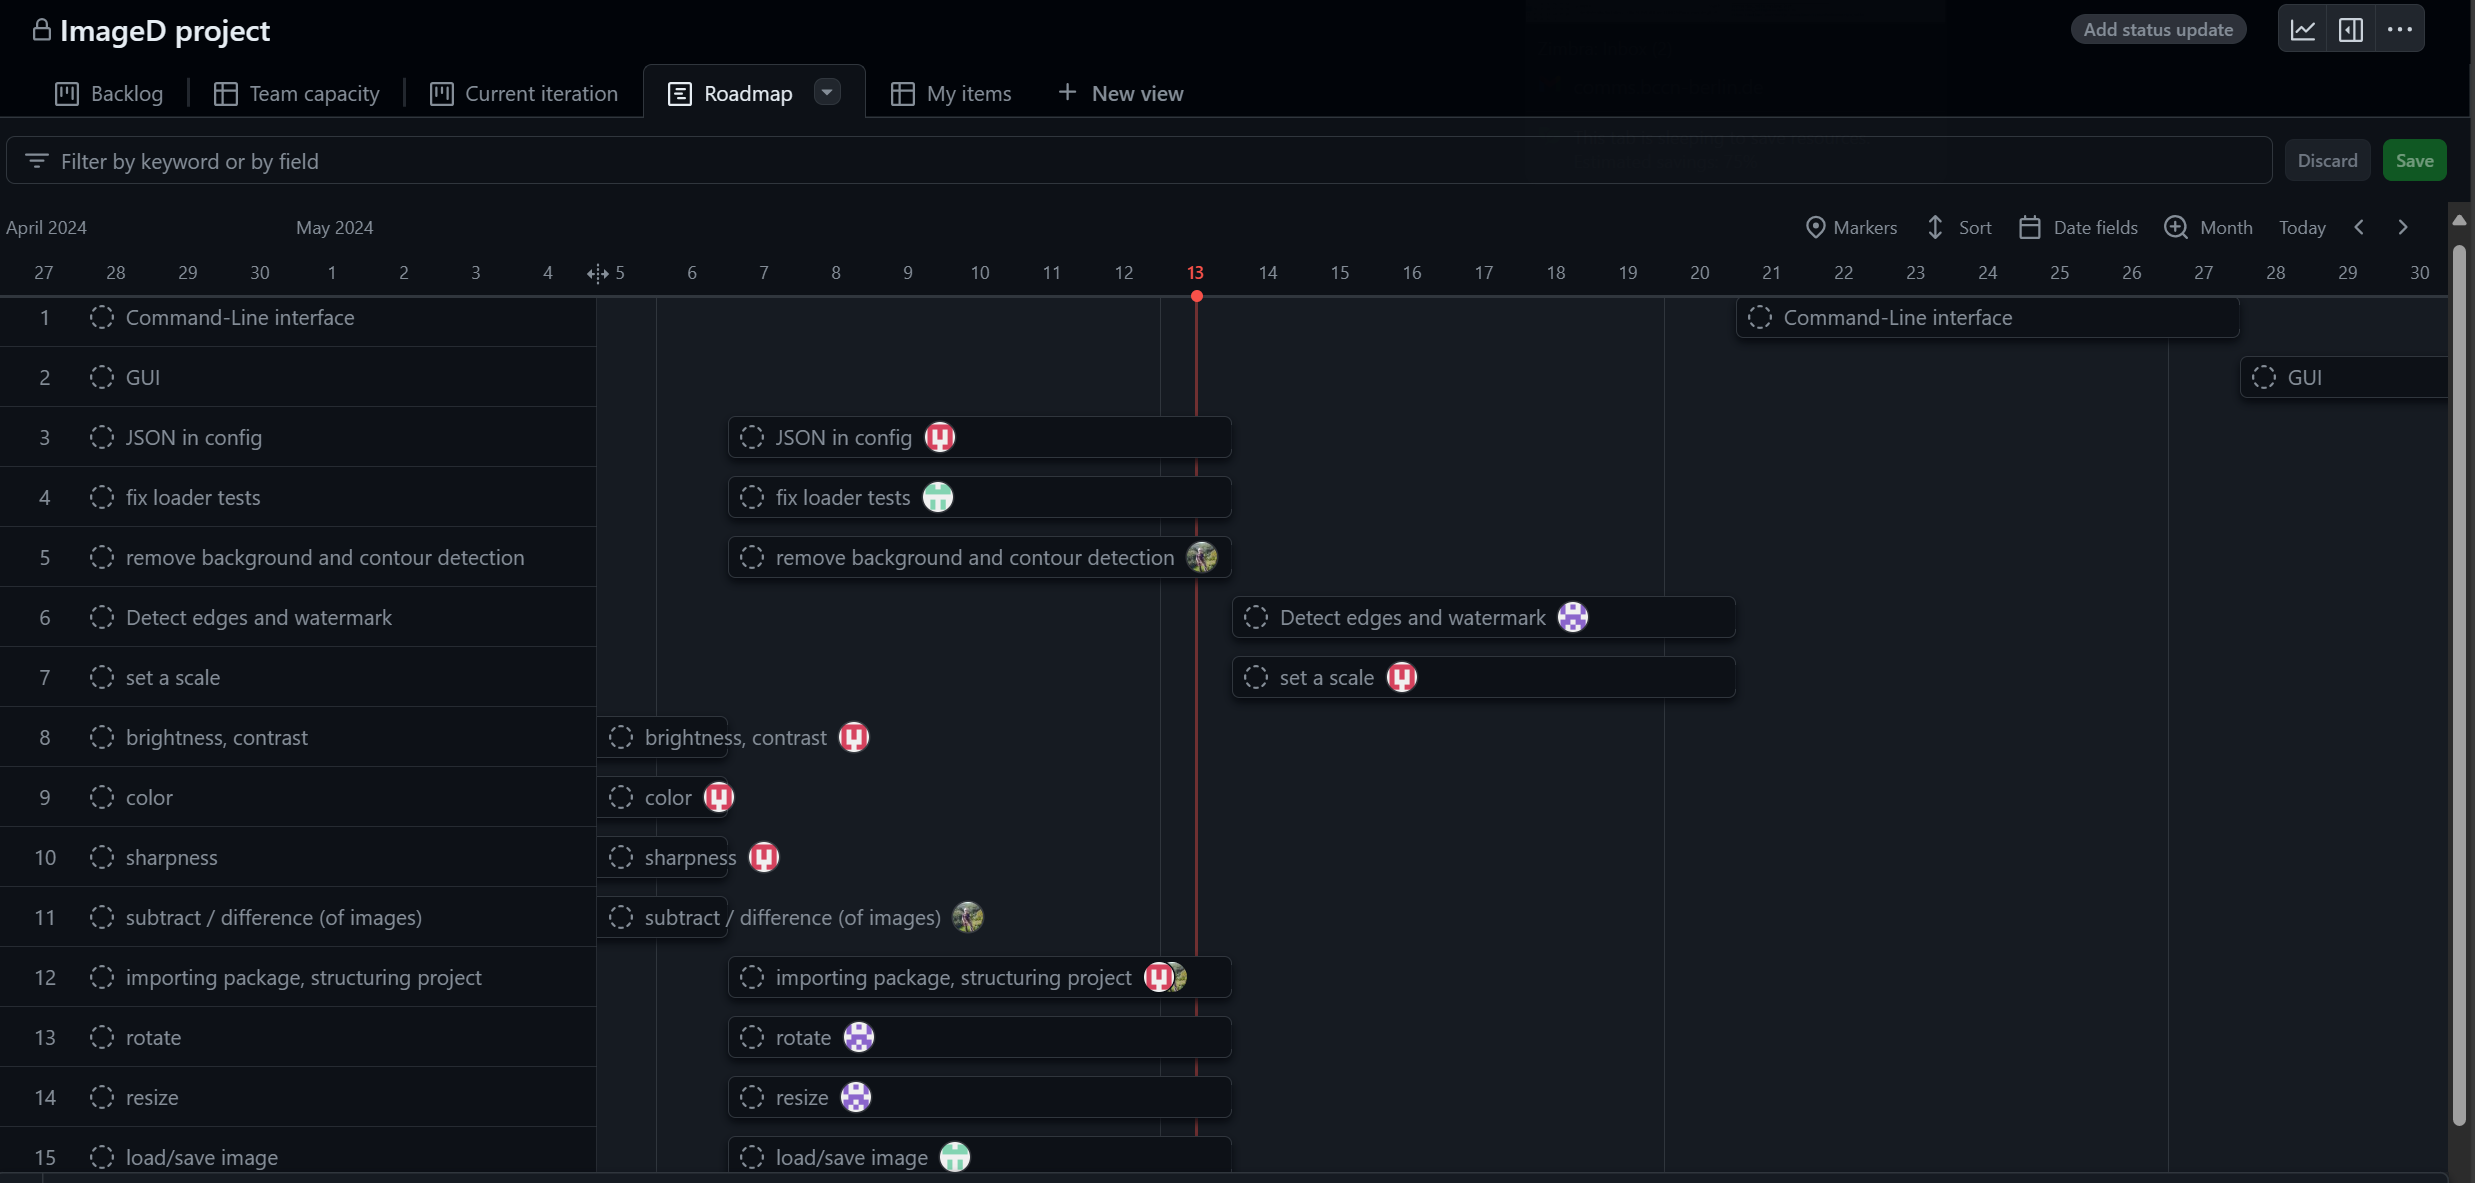 ImageD project
Add status update
Backlog
Team capacity
Current iteration
Roadmap
My items
New view
Filter by keyword or by field
Discard
Save
April 2024
May 2024
Markers
Sort
Date fields
Month
Today
27 28 29 30 1 2 3 4 5 6 7 8 9 10 11 12 13 14 15 16 17 18 19 20 21 22 23 24 25 26 27 28 29 30
1 Command-Line interface Command-Line interface
2 GUI GUI
3 JSON in config JSON in config
4 fix loader tests fix loader tests
5 remove background and contour detection remove background and contour detection
6 Detect edges and watermark Detect edges and watermark
7 set a scale set a scale
8 brightness, contrast brightness, contrast
9 color color
10 sharpness sharpness
11 subtract / difference (of images) subtract / difference (of images)
12 importing package, structuring project importing package, structuring project
13 rotate rotate
14 resize resize
15 load/save image load/save image